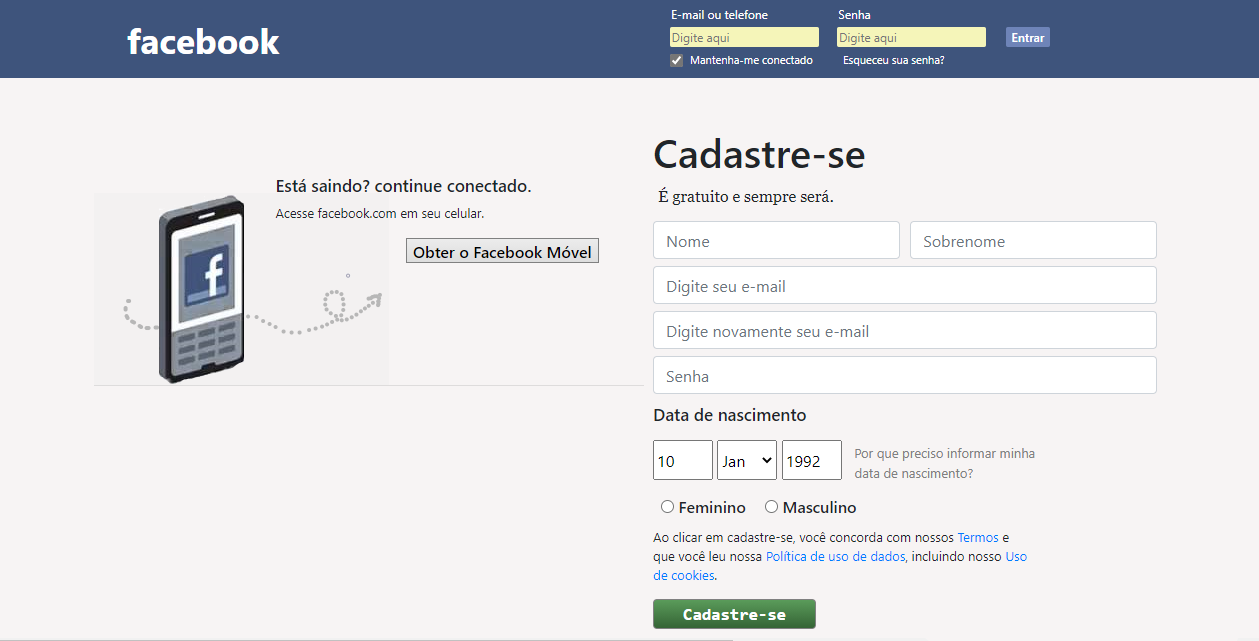 facebook
E-mail ou telefone
Senha
Digite aqui
Digite aqui
Entrar
Mantenha-me conectado
Esqueceu sua senha?
Está saindo? continue conectado.
Acesse facebook.com em seu celular.
Obter o Facebook Móvel
f
Cadastre-se
É gratuito e sempre será.
Nome
Sobrenome
Digite seu e-mail
Digite novamente seu e-mail
Senha
Data de nascimento
10
Jan
1992
Por que preciso informar minha
data de nascimento?
Feminino
Masculino
Ao clicar em cadastre-se, você concorda com nossos Termos e
que você leu nossa Política de uso de dados, incluindo nosso Uso
de cookies.
Cadastre-se